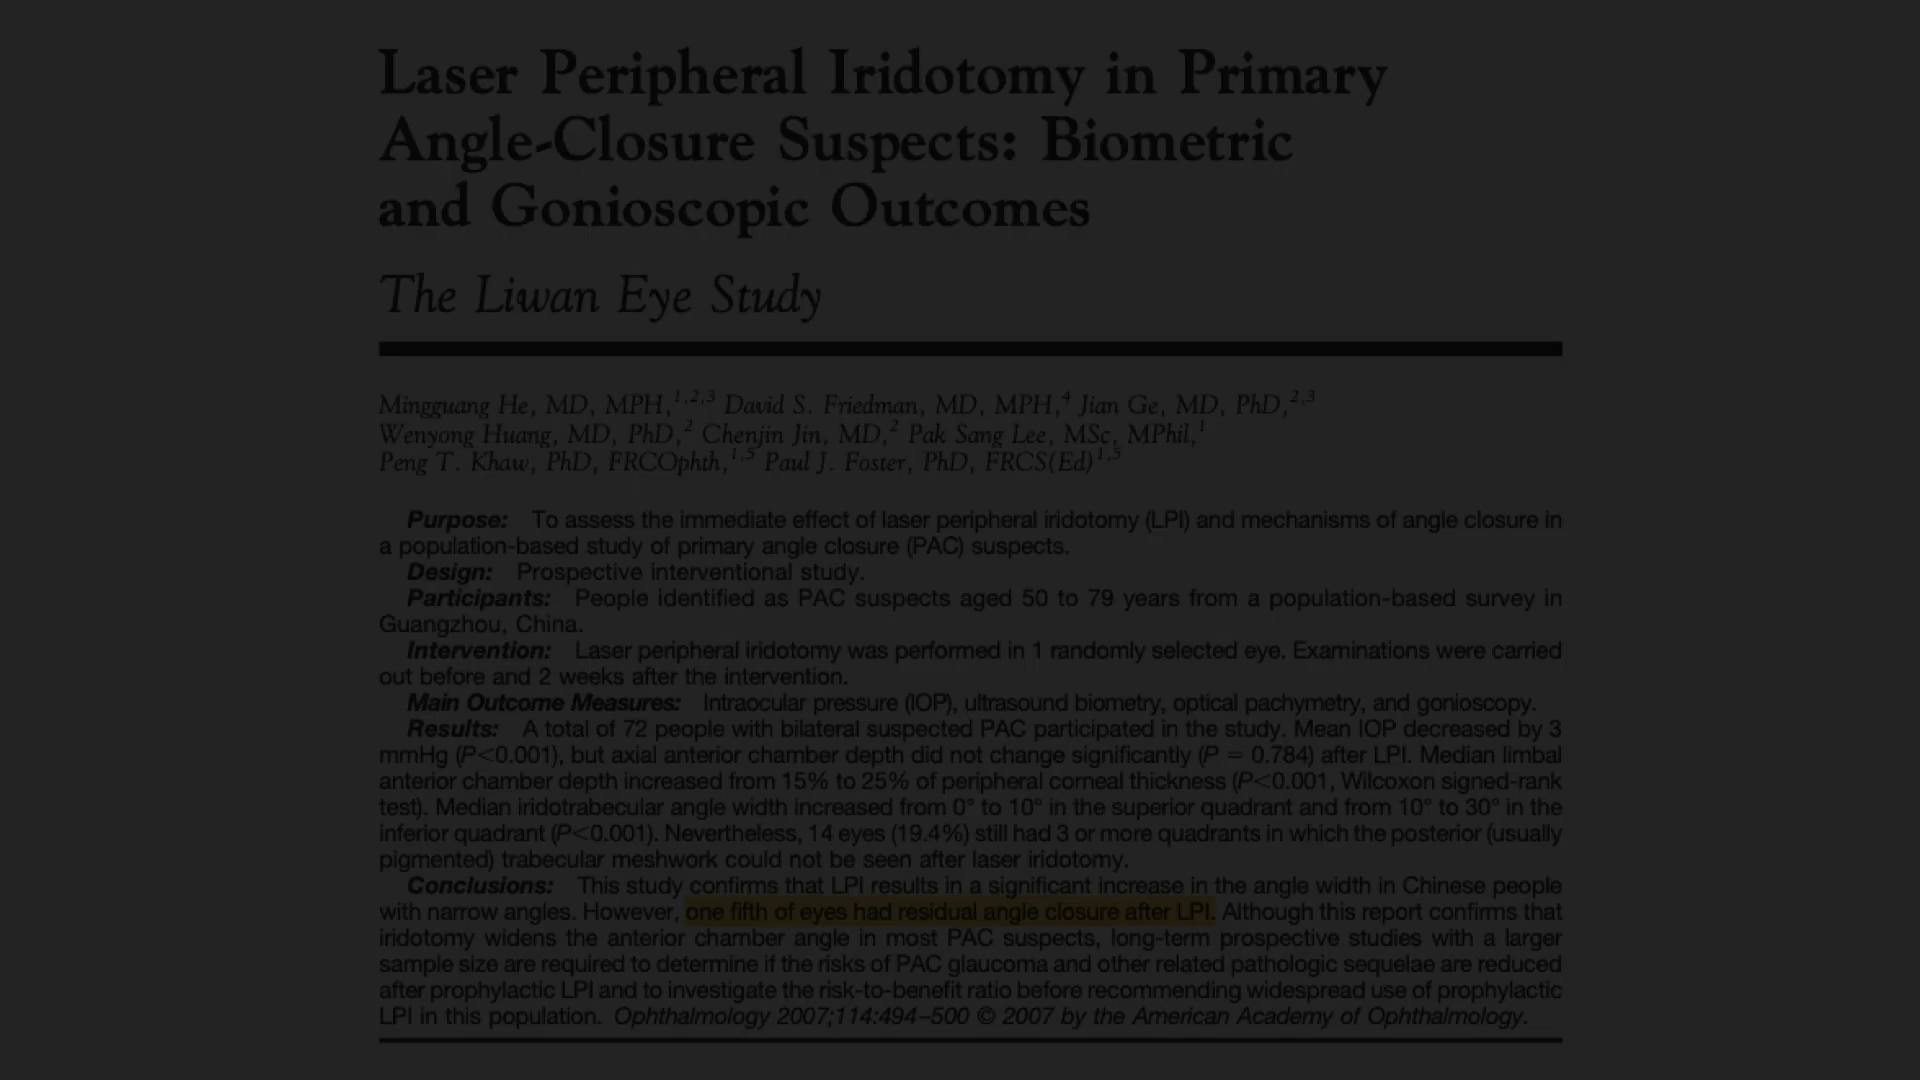 Laser Peripheral Iridotomy in Primary
Angle-Closure Suspects: Biometric
and Gonioscopic Outcomes
The Liwan Eye Study
Mingguang He, MD, MPH,1,2,3 David S. Friedman, MD, MPH,4 Jian Ge, MD, PhD,2,3
Wenyong Huang, MD, PhD,2 Chenjin Jin, MD,2 Pak Sang Lee, MSc, MPhil,1
Peng T. Khaw, PhD, FRCOphth,1,5 Paul J. Foster, PhD, FRCS(Ed)1,5
Purpose: To assess the immediate effect of laser peripheral iridotomy (LPI) and mechanisms of angle closure in
a population-based study of primary angle closure (PAC) suspects.
Design: Prospective interventional study.
Participants: People identified as PAC suspects aged 50 to 79 years from a population-based survey in
Guangzhou, China.
Intervention: Laser peripheral iridotomy was performed in 1 randomly selected eye. Examinations were carried
out before and 2 weeks after the intervention.
Main Outcome Measures: Intraocular pressure (IOP), ultrasound biometry, optical pachymetry, and gonioscopy.
Results: A total of 72 people with bilateral suspected PAC participated in the study. Mean IOP decreased by 3
mmHg (P<0.001), but axial anterior chamber depth did not change significantly (P = 0.784) after LPI. Median limbal
anterior chamber depth increased from 15% to 25% of peripheral corneal thickness (P<0.001, Wilcoxon signed-rank
test). Median iridotrabecular angle width increased from 0° to 10° in the superior quadrant and from 10° to 30° in the
inferior quadrant (P<0.001). Nevertheless, 14 eyes (19.4%) still had 3 or more quadrants in which the posterior (usually
pigmented) trabecular meshwork could not be seen after laser iridotomy.
Conclusions: This study confirms that LPI results in a significant increase in the angle width in Chinese people
with narrow angles. However, one fifth of eyes had residual angle closure after LPI. Although this report confirms that
iridotomy widens the anterior chamber angle in most PAC suspects, long-term prospective studies with a larger
sample size are required to determine if the risks of PAC glaucoma and other related pathologic sequelae are reduced
after prophylactic LPI and to investigate the risk-to-benefit ratio before recommending widespread use of prophylactic
LPI in this population. Ophthalmology 2007;114:494–500 © 2007 by the American Academy of Ophthalmology.